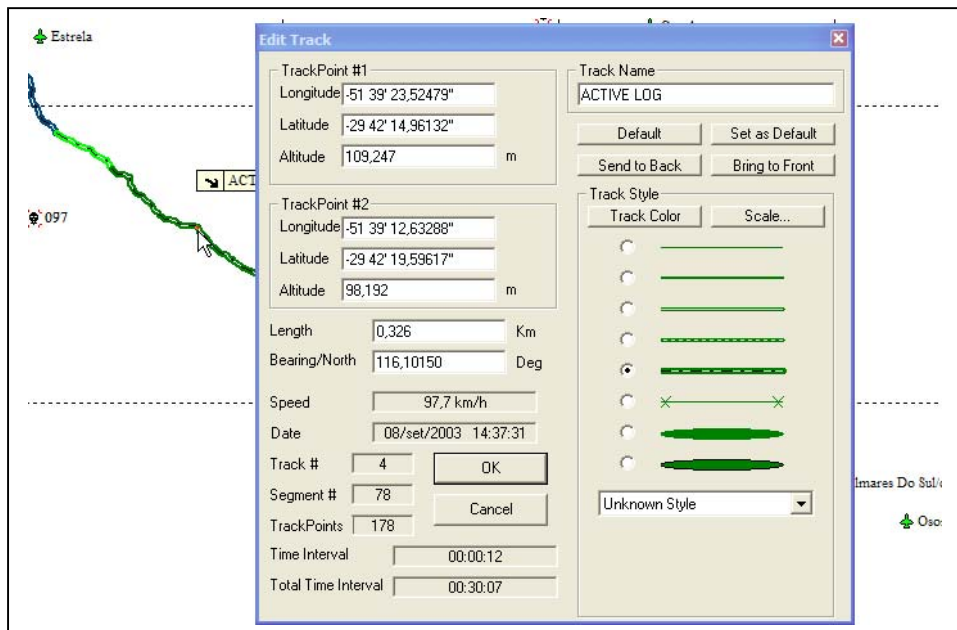 Estrela
097
ACT
Edit Track
TrackPoint #1
Longitude -51 39' 23,52479"
Latitude -29 42' 14,96132"
Altitude 109,247 m
TrackPoint #2
Longitude -51 39' 12,63288"
Latitude -29 42' 19,59617"
Altitude 98,192 m
Length 0,326 Km
Bearing/North 116,10150 Deg
Speed 97,7 km/h
Date 08/set/2003 14:37:31
Track # 4
Segment # 78
TrackPoints 178
OK
Cancel
Time Interval 00:00:12
Total Time Interval 00:30:07
Track Name
ACTIVE LOG
Default Set as Default
Send to Back Bring to Front
Track Style
Track Color Scale...
Unknown Style
lmares Do Sul/
Oso